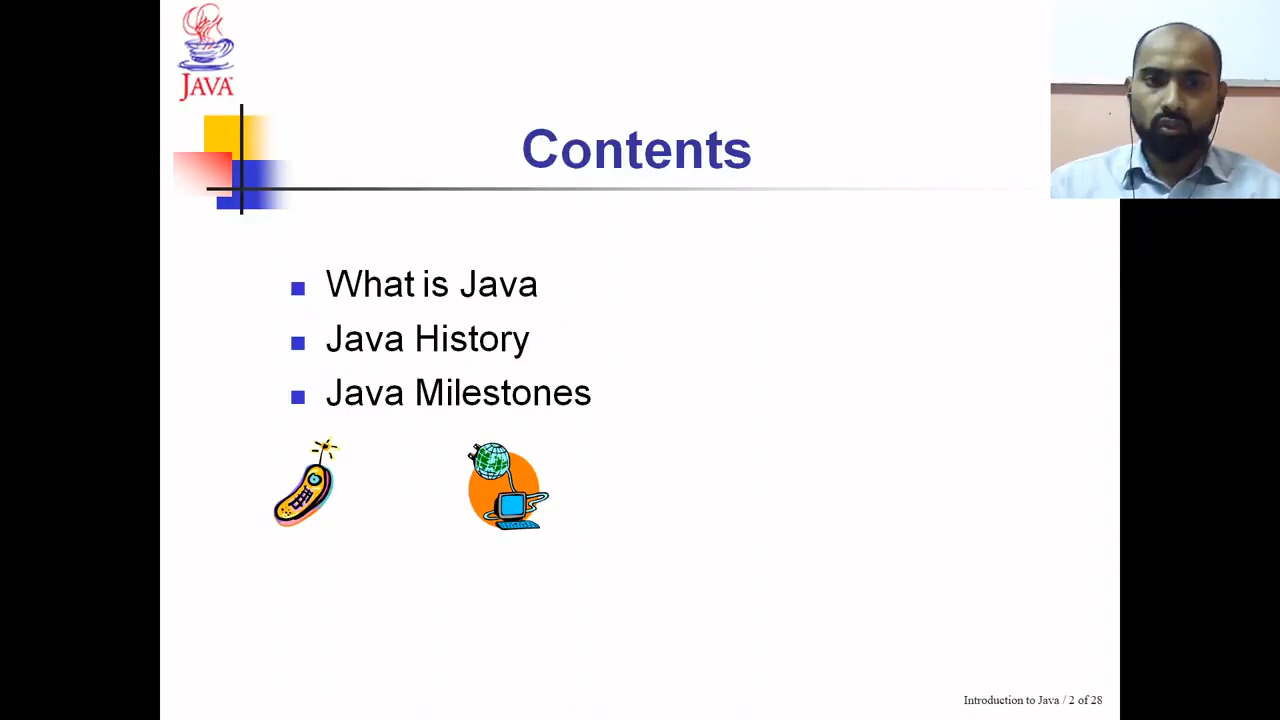 JAVA
Contents
What is Java
Java History
Java Milestones
Introduction to Java / 2 of 28